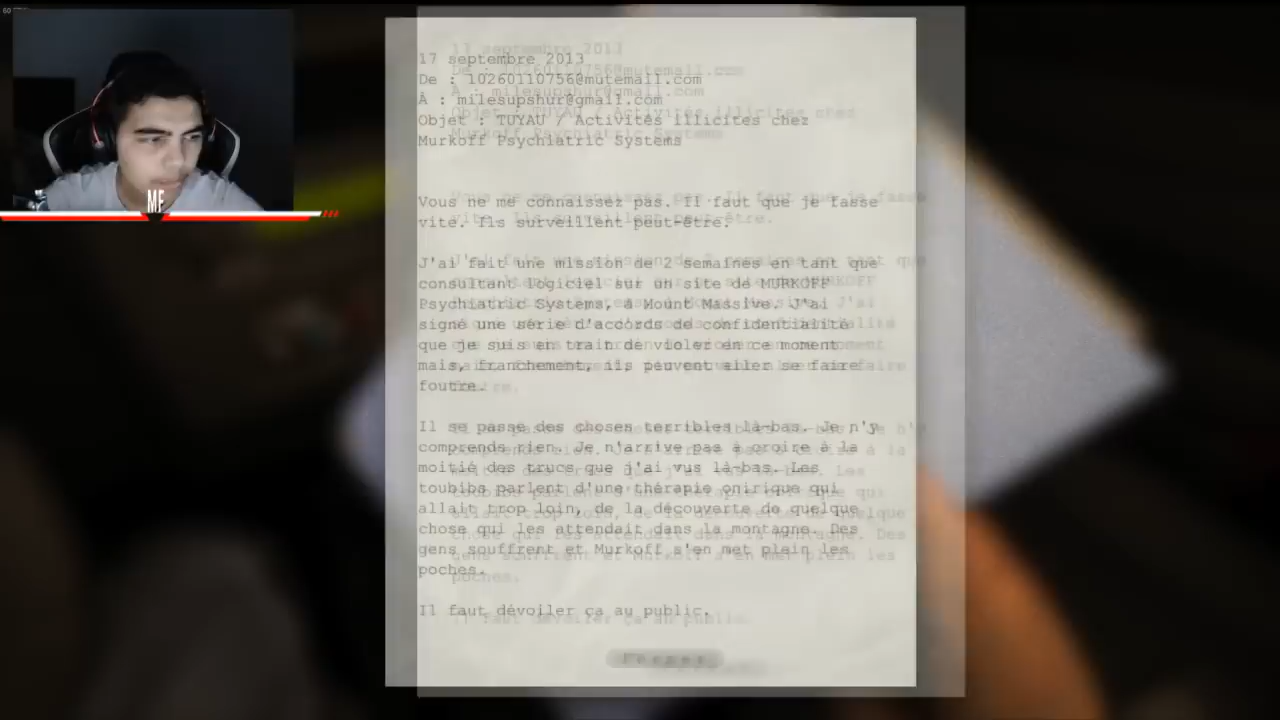 60
MF
17 septembre 2013
De : 10260110756@mutemail.com
À : milesupshur@gmail.com
Objet : TUYAU / Activités illicites chez
Murkoff Psychiatric Systems
Vous ne me connaissez pas. Il faut que je fasse
vite. Ils surveillent peut-être.
J'ai fait une mission de 2 semaines en tant que
consultant logiciel sur un site de MURKOFF
Psychiatric Systems, à Mount Massive. J'ai
signé une série d'accords de confidentialité
que je suis en train de violer en ce moment
mais, franchement, ils peuvent aller se faire
foutre.
Il se passe des choses terribles là-bas. Je n'y
comprends rien. Je n'arrive pas à croire à la
moitié des trucs que j'ai vus là-bas. Les
toubibs parlent d'une thérapie onirique qui
allait trop loin, de la découverte de quelque
chose qui les attendait dans la montagne. Des
gens souffrent et Murkoff s'en met plein les
poches.
Il faut dévoiler ça au public.
Fermer